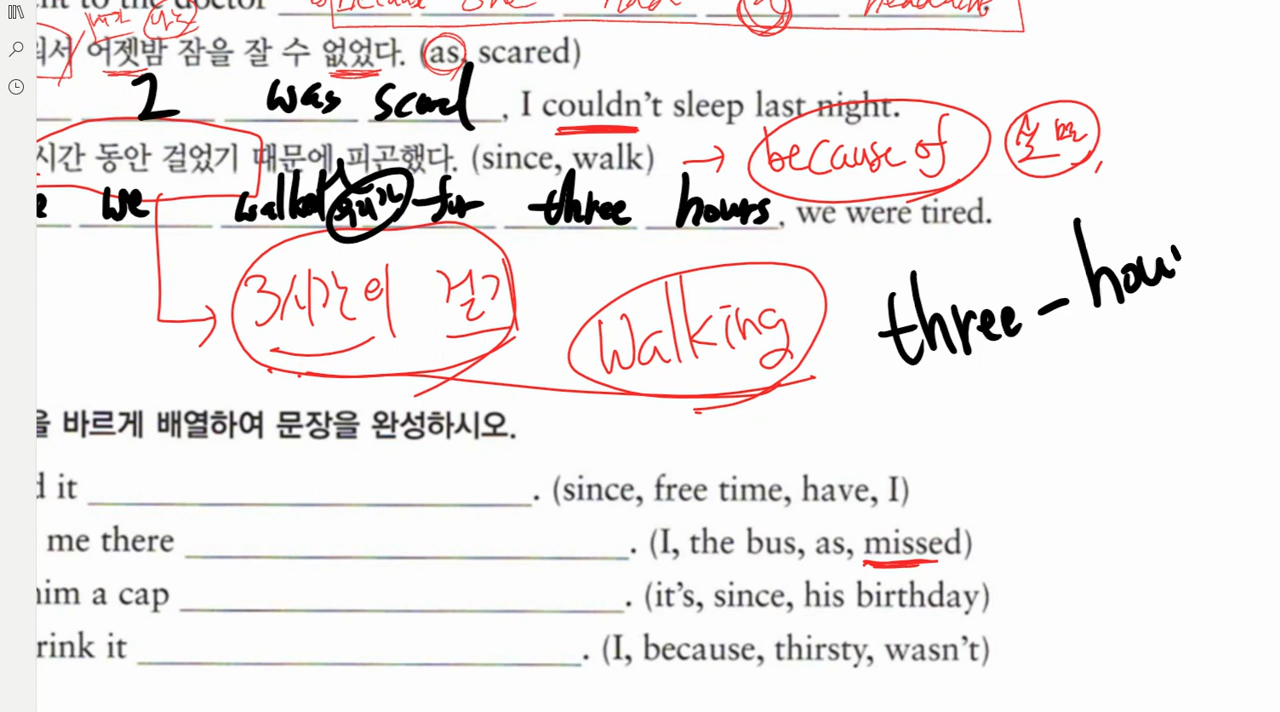 nt to the doctor because she had a headache
워서 어젯밤 잠을 잘 수 없었다. (as, scared)
I was scared, I couldn't sleep last night.
시간 동안 걸었기 때문에 피곤했다. (since, walk) → because of
e we walked for three hours, we were tired.
3시간의 걷기 Walking three-hou
을 바르게 배열하여 문장을 완성하시오.
d it ______. (since, free time, have, I)
me there ______. (I, the bus, as, missed)
him a cap ______. (it's, since, his birthday)
rink it ______. (I, because, thirsty, wasn't)